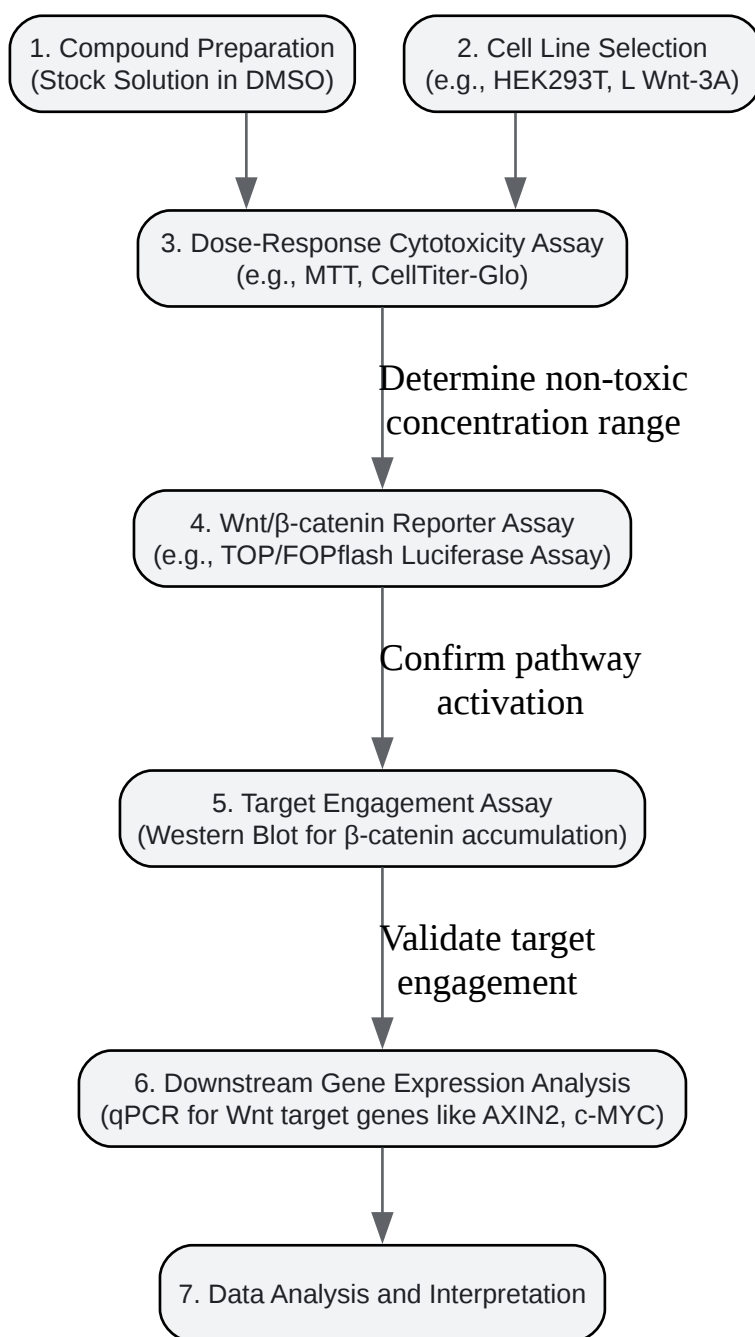 1. Compound Preparation
(Stock Solution in DMSO)
2. Cell Line Selection
(e.g., HEK293T, L Wnt-3A)
3. Dose-Response Cytotoxicity Assay
(e.g., MTT, CellTiter-Glo)
Determine non-toxic
concentration range
4. Wnt/β-catenin Reporter Assay
(e.g., TOP/FOPflash Luciferase Assay)
Confirm pathway
activation
5. Target Engagement Assay
(Western Blot for β-catenin accumulation)
Validate target
engagement
6. Downstream Gene Expression Analysis
(qPCR for Wnt target genes like AXIN2, c-MYC)
7. Data Analysis and Interpretation